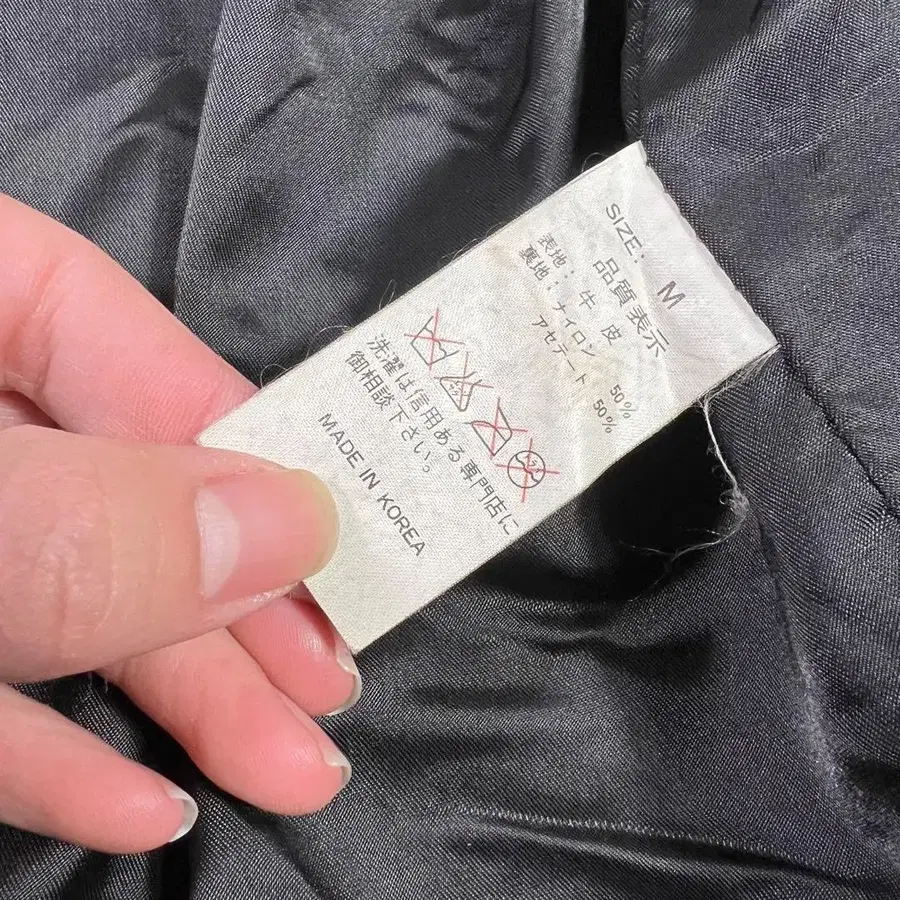 SIZE: M
品質表示
表地: 牛皮
裏地: ナイロン 50%
アセテート 50%
洗濯は信用ある専門店に
御相談下さい。
MADE IN KOREA